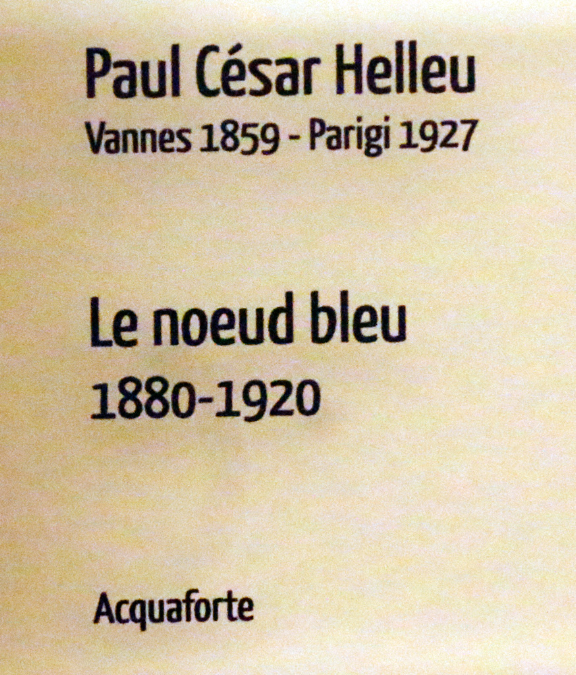 Paul César Helleu
Vannes 1859 - Parigi 1927
Le noeud bleu
1880-1920
Acquaforte